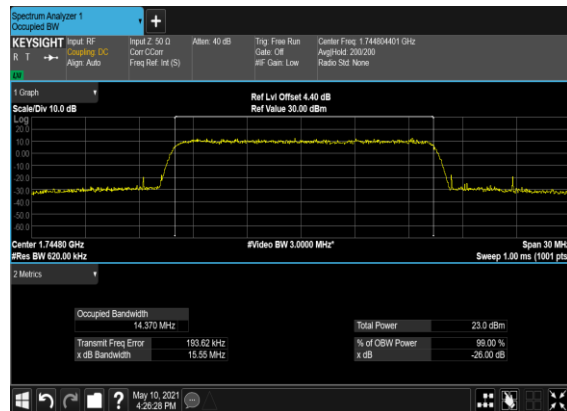 Spectrum Analyzer 1
Occupied BW
+
KEYSIGHT Input: RF Input Z: 50 Ω Atten: 40 dB Trig: Free Run Center Freq: 1.744804401 GHz
R T Coupling: DC Corr CCorr Gate: Off Avg|Hold: 200/200
Align: Auto Freq Ref: Int (S) #IF Gain: Low Radio Std: None
1 Graph
Ref Lvl Offset 4.40 dB
Scale/Div 10.0 dB Ref Value 30.00 dBm
Log
20.0
10.0
0.00
-10.0
-20.0
-30.0
-40.0
-50.0
-60.0
Center 1.74480 GHz #Video BW 3.0000 MHz* Span 30 MHz
#Res BW 620.00 kHz Sweep 1.00 ms (1001 pts
2 Metrics
Occupied Bandwidth
14.370 MHz Total Power 23.0 dBm
Transmit Freq Error 193.62 kHz % of OBW Power 99.00 %
x dB Bandwidth 15.55 MHz x dB -26.00 dB
? May 10, 2021
4:26:28 PM